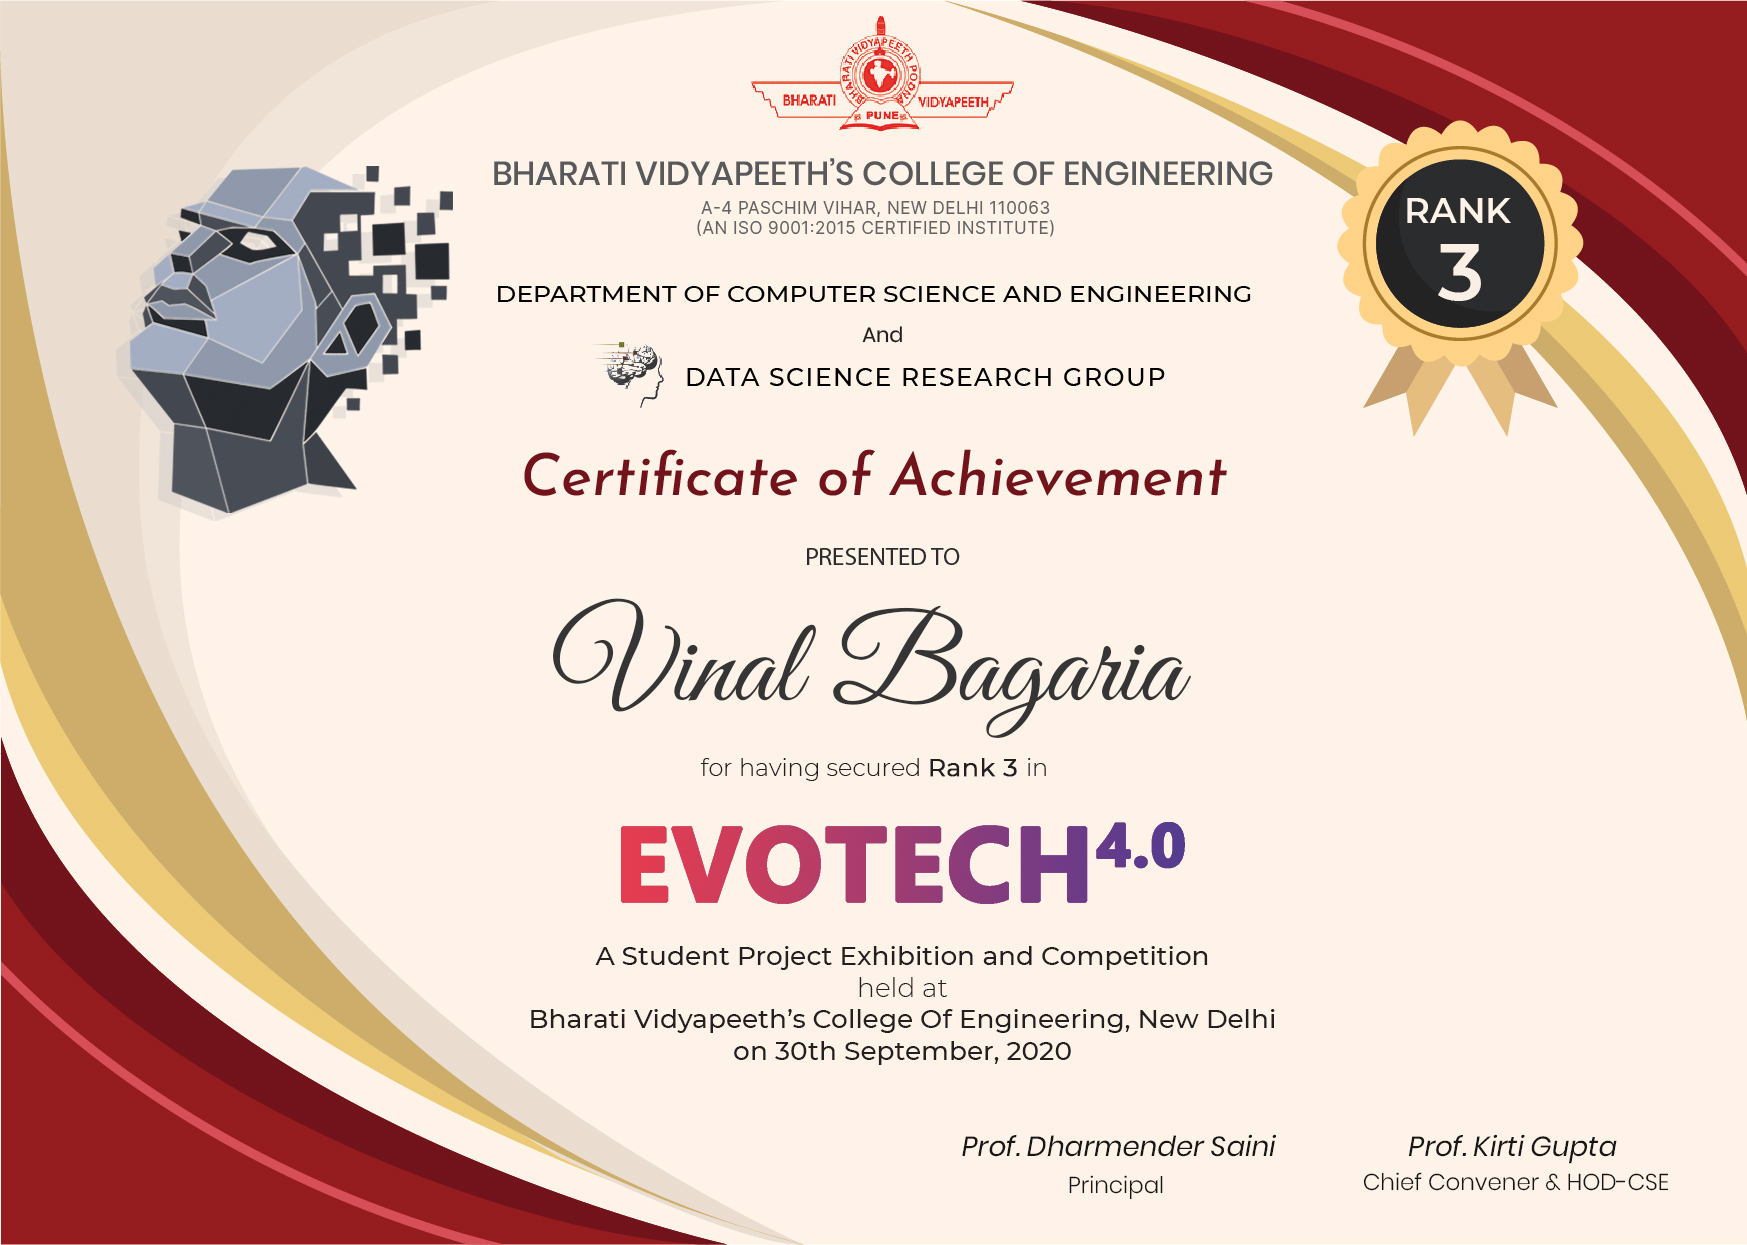 BHARATI VIDYAPEETH POONA
BHARATI VIDYAPEETH
PUNE
BHARATI VIDYAPEETH'S COLLEGE OF ENGINEERING
A-4 PASCHIM VIHAR, NEW DELHI 110063
(AN ISO 9001:2015 CERTIFIED INSTITUTE)
RANK
3
DEPARTMENT OF COMPUTER SCIENCE AND ENGINEERING
And
DATA SCIENCE RESEARCH GROUP
Certificate of Achievement
PRESENTED TO
Vinal Bagaria
for having secured Rank 3 in
EVOTECH 4.0
A Student Project Exhibition and Competition
held at
Bharati Vidyapeeth's College Of Engineering, New Delhi
on 30th September, 2020
Prof. Dharmender Saini
Principal
Prof. Kirti Gupta
Chief Convener & HOD-CSE